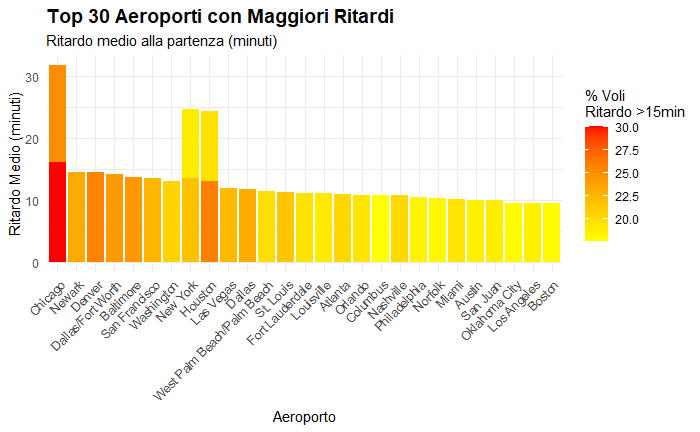 Top 30 Aeroporti con Maggiori Ritardi
Ritardo medio alla partenza (minuti)
Ritardo Medio (minuti)
30
20
10
0
Chicago
Newark
Denver
Dallas/Fort Worth
Baltimore
San Francisco
Washington
New York
Houston
Las Vegas
Dallas
West Palm Beach/Palm Beach
St. Louis
Fort Lauderdale
Louisville
Atlanta
Orlando
Columbus
Nashville
Philadelphia
Norfolk
Miami
Austin
San Juan
Oklahoma City
Los Angeles
Boston
Aeroporto
% Voli
Ritardo >15min
30.0
27.5
25.0
22.5
20.0